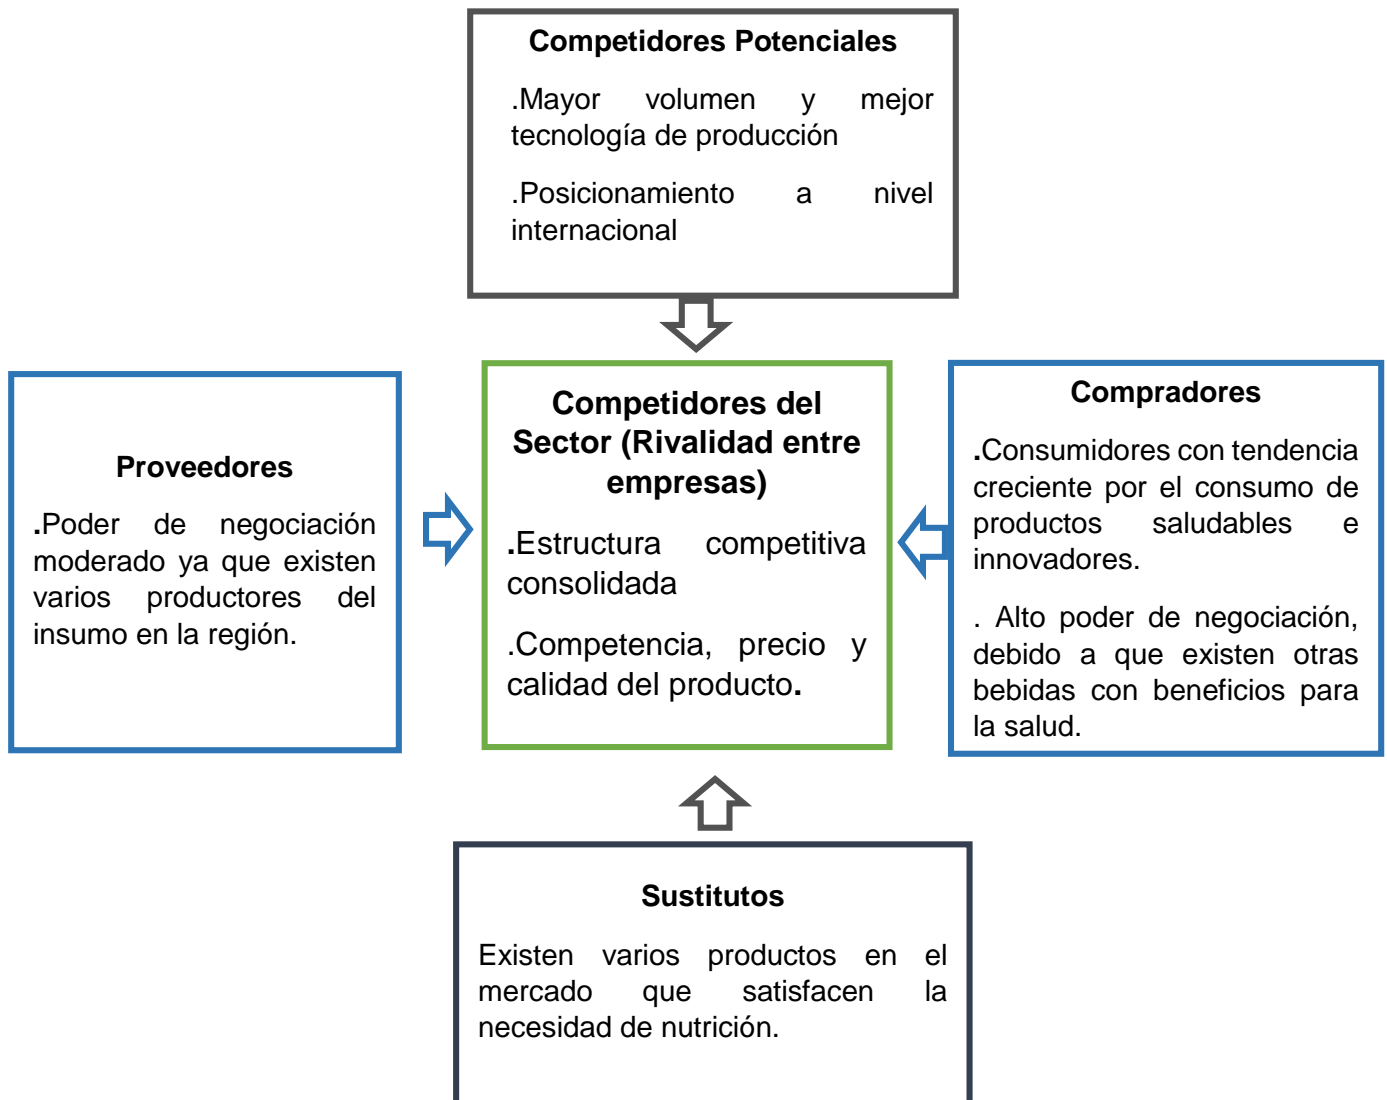 Competidores Potenciales
.Mayor volumen y mejor
tecnología de producción
.Posicionamiento a nivel
internacional
Proveedores
.Poder de negociación
moderado ya que existen
varios productores del
insumo en la región.
Competidores del
Sector (Rivalidad entre
empresas)
.Estructura competitiva
consolidada
.Competencia, precio y
calidad del producto.
Compradores
.Consumidores con tendencia
creciente por el consumo de
productos saludables e
innovadores.
. Alto poder de negociación,
debido a que existen otras
bebidas con beneficios para
la salud.
Sustitutos
Existen varios productos en el
mercado que satisfacen la
necesidad de nutrición.